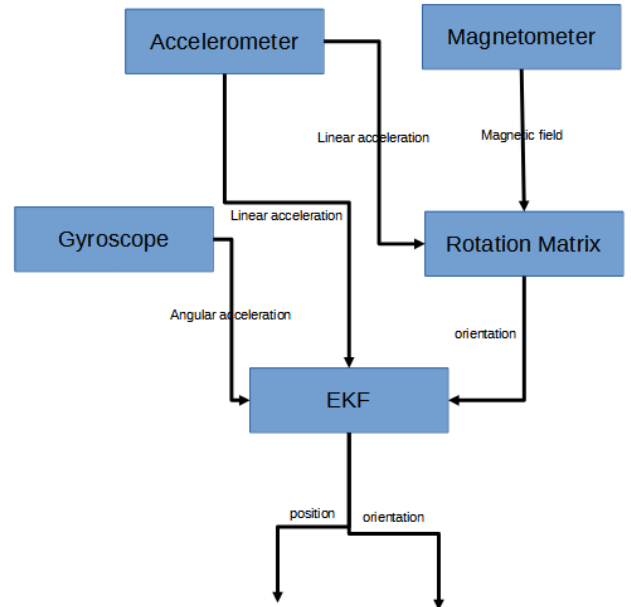 Accelerometer
Magnetometer
Linear acceleration
Magnetic field
Linear acceleration
Gyroscope
Rotation Matrix
Angular acceleration
orientation
EKF
position
orientation